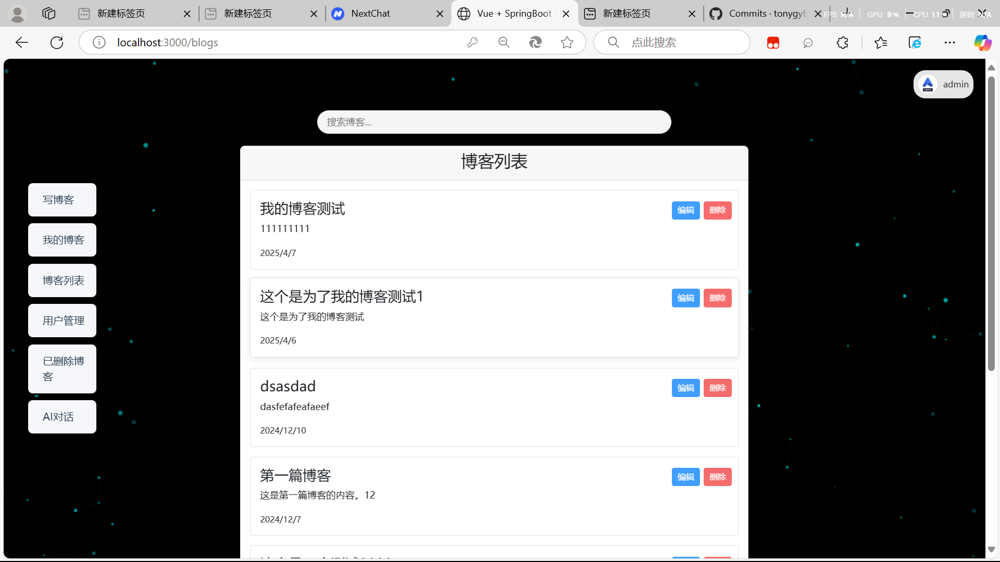 新建标签页
新建标签页
NextChat
Vue + SpringBoot
新建标签页
Commits · tonygyf
FPS N/A GPU 9% CPU 11% 延时 N/A
localhost:3000/blogs
点此搜索
admin
搜索博客...
博客列表
写博客
我的博客
博客列表
用户管理
已删除博
客
AI对话
我的博客测试
编辑 删除
111111111
2025/4/7
这个是为了我的博客测试1
编辑 删除
这个是为了我的博客测试
2025/4/6
dsasdad
编辑 删除
dasfefafeafaeef
2024/12/10
第一篇博客
编辑 删除
这是第一篇博客的内容。12
2024/12/7